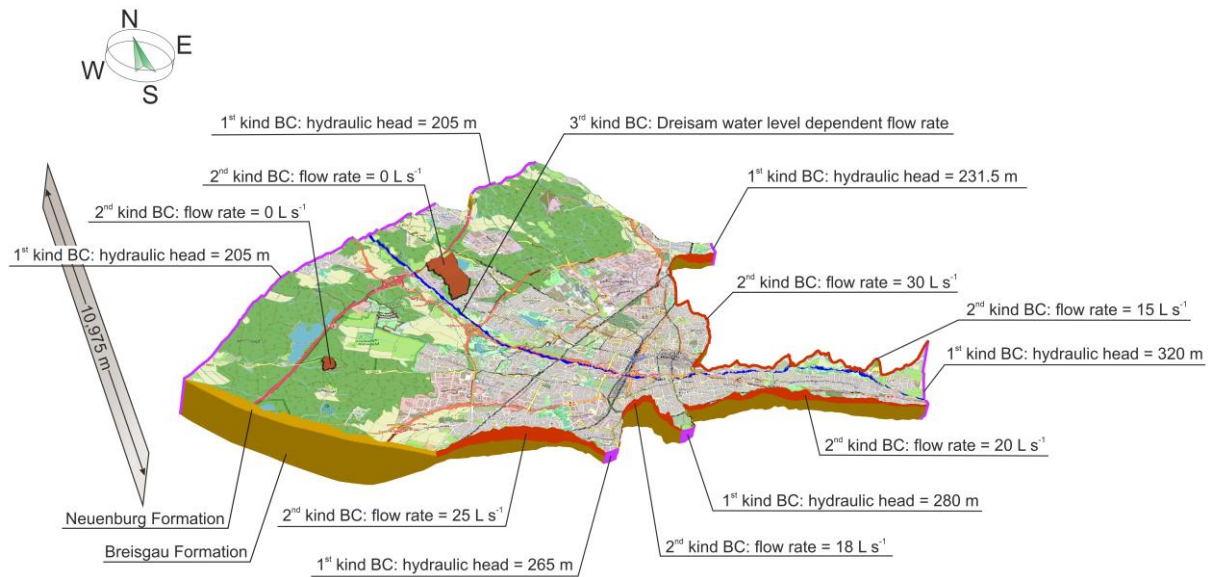 N
E
W
S
1st kind BC: hydraulic head = 205 m
3rd kind BC: Dreisam water level dependent flow rate
2nd kind BC: flow rate = 0 L s-1
1st kind BC: hydraulic head = 231.5 m
2nd kind BC: flow rate = 0 L s-1
1st kind BC: hydraulic head = 205 m
2nd kind BC: flow rate = 30 L s-1
2nd kind BC: flow rate = 15 L s-1
10.975 m
1st kind BC: hydraulic head = 320 m
2nd kind BC: flow rate = 20 L s-1
1st kind BC: hydraulic head = 280 m
Neuenburg Formation
2nd kind BC: flow rate = 25 L s-1
2nd kind BC: flow rate = 18 L s-1
Breisgau Formation
1st kind BC: hydraulic head = 265 m